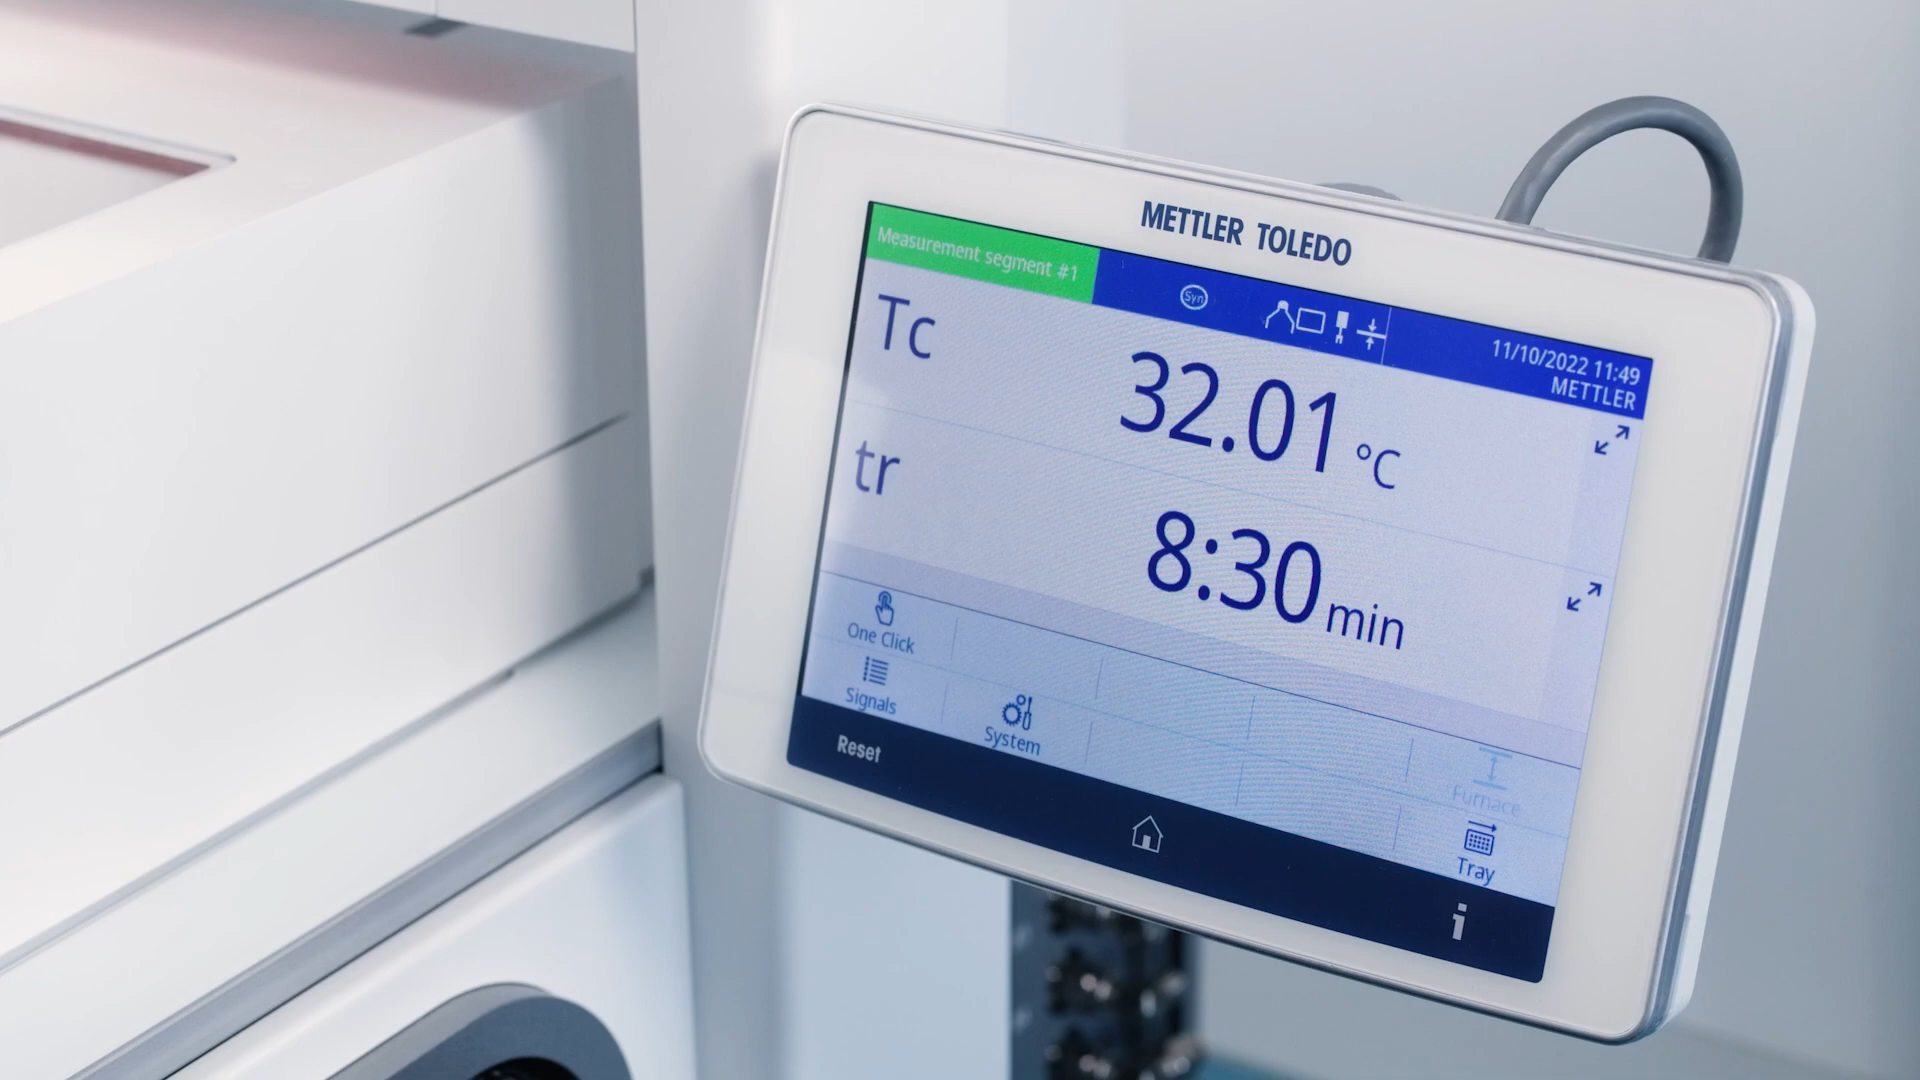 METTLER TOLEDO
Measurement segment #1
Syn
11/10/2022 11:49
METTLER
Tc
32.01 °C
tr
8:30 min
One Click
Signals
System
Furnace
Tray
Reset
i